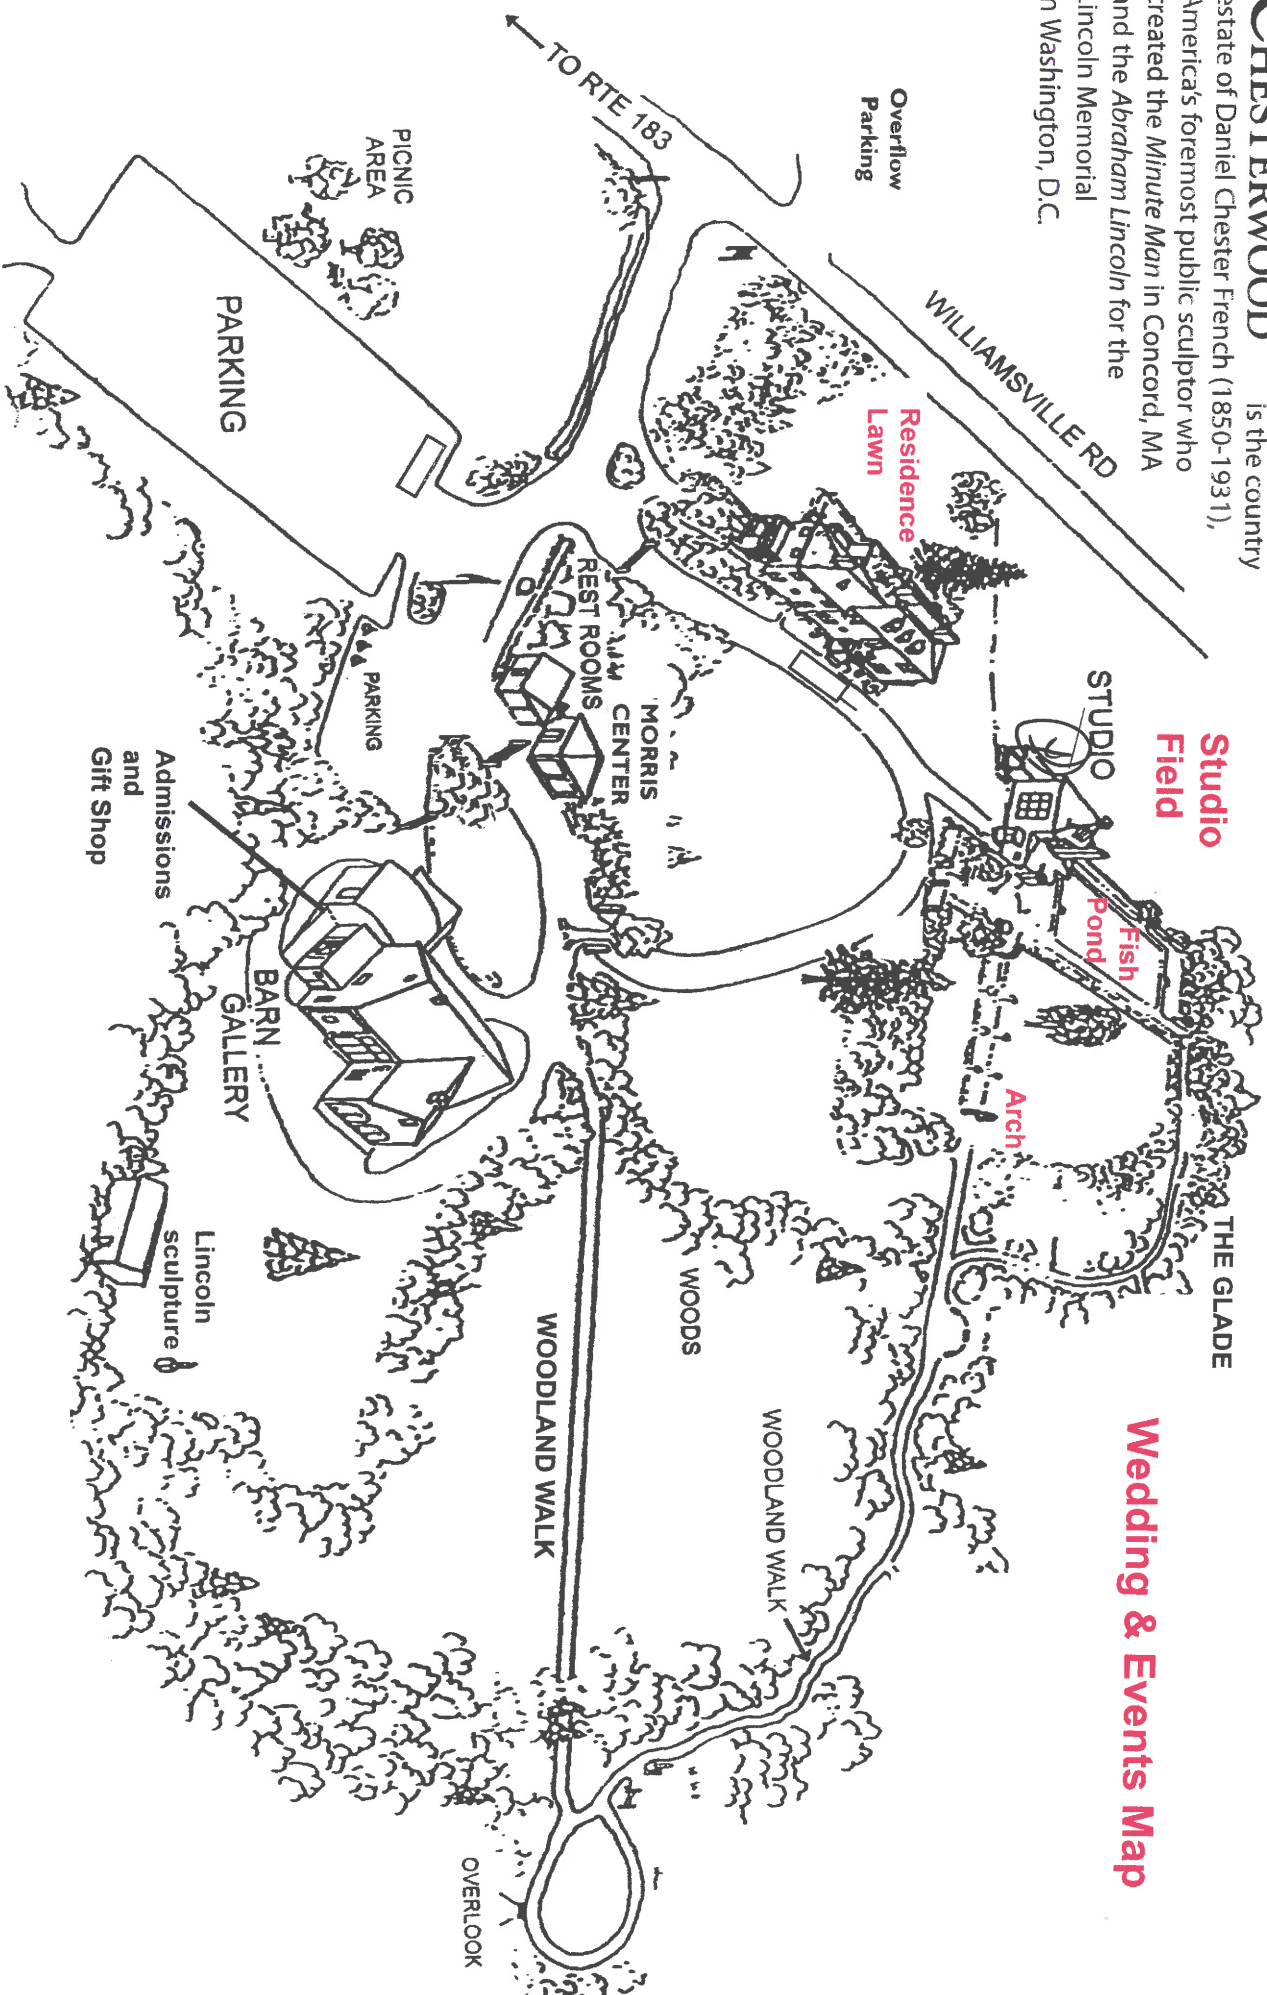 CHESTERWOOD is the country
estate of Daniel Chester French (1850-1931),
America's foremost public sculptor who
created the Minute Man in Concord, MA
and the Abraham Lincoln for the
Lincoln Memorial
in Washington, D.C.
Wedding & Events Map
TO RTE 183
Overflow
Parking
WILLIAMSVILLE RD
Studio
Field
STUDIO
Fish
Pond
THE GLADE
Arch
Residence
Lawn
PICNIC
AREA
PARKING
REST ROOMS
MORRIS
CENTER
PARKING
WOODS
WOODLAND WALK
WOODLAND WALK
OVERLOOK
BARN
GALLERY
Admissions
and
Gift Shop
Lincoln
sculpture